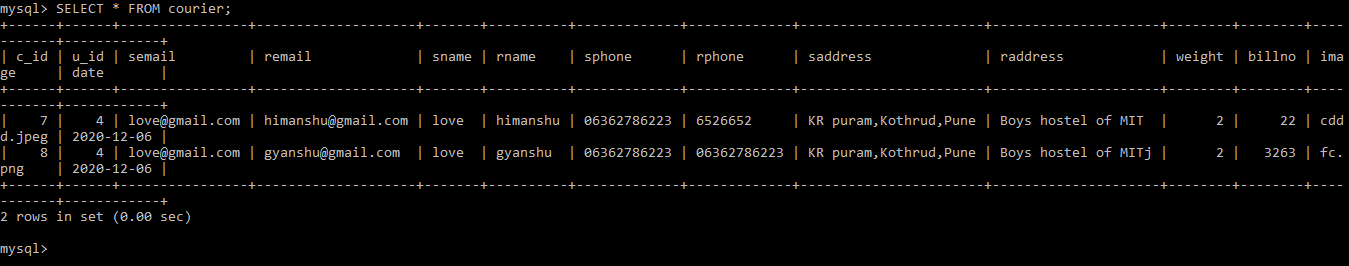 mysql> SELECT * FROM courier;
+------+------+----------------+--------------------+-------+----------+-------------+-------------+------------------------+----------------------+--------+--------+----
-------+------------+
| c_id | u_id | semail         | remail             | sname | rname    | sphone      | rphone      | saddress               | raddress             | weight | billno | ima
ge     | date       |
+------+------+----------------+--------------------+-------+----------+-------------+-------------+------------------------+----------------------+--------+--------+----
-------+------------+
|    7 |    4 | love@gmail.com | himanshu@gmail.com | love  | himanshu | 06362786223 | 6526652     | KR puram,Kothrud,Pune | Boys hostel of MIT  |      2 |     22 | cdd
d.jpeg | 2020-12-06 |
|    8 |    4 | love@gmail.com | gyanshu@gmail.com  | love  | gyanshu  | 06362786223 | 06362786223 | KR puram,Kothrud,Pune | Boys hostel of MITj |      2 |   3263 | fc.
png    | 2020-12-06 |
+------+------+----------------+--------------------+-------+----------+-------------+-------------+------------------------+----------------------+--------+--------+----
-------+------------+
2 rows in set (0.00 sec)
mysql>